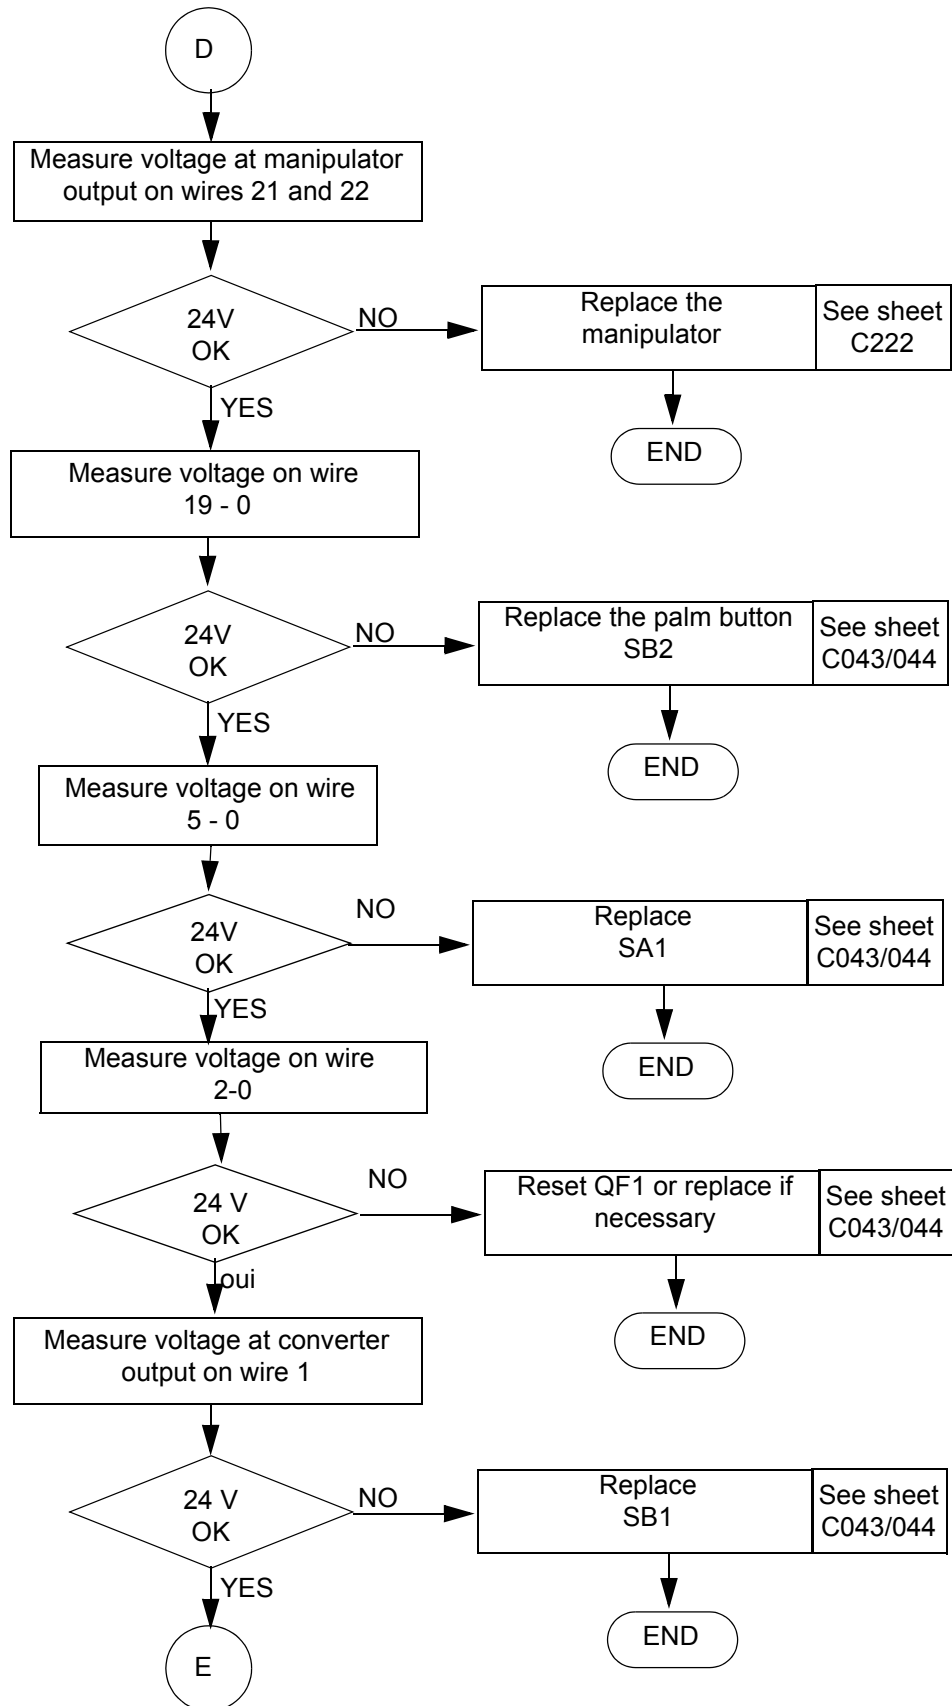 D
Measure voltage at manipulator
output on wires 21 and 22
24V
OK
NO
Replace the
manipulator
See sheet
C222
END
YES
Measure voltage on wire
19 - 0
24V
OK
NO
Replace the palm button
SB2
See sheet
C043/044
END
YES
Measure voltage on wire
5 - 0
24V
OK
NO
Replace
SA1
See sheet
C043/044
END
YES
Measure voltage on wire
2-0
24 V
OK
NO
Reset QF1 or replace if
necessary
See sheet
C043/044
END
oui
Measure voltage at converter
output on wire 1
24 V
OK
NO
Replace
SB1
See sheet
C043/044
END
YES
E